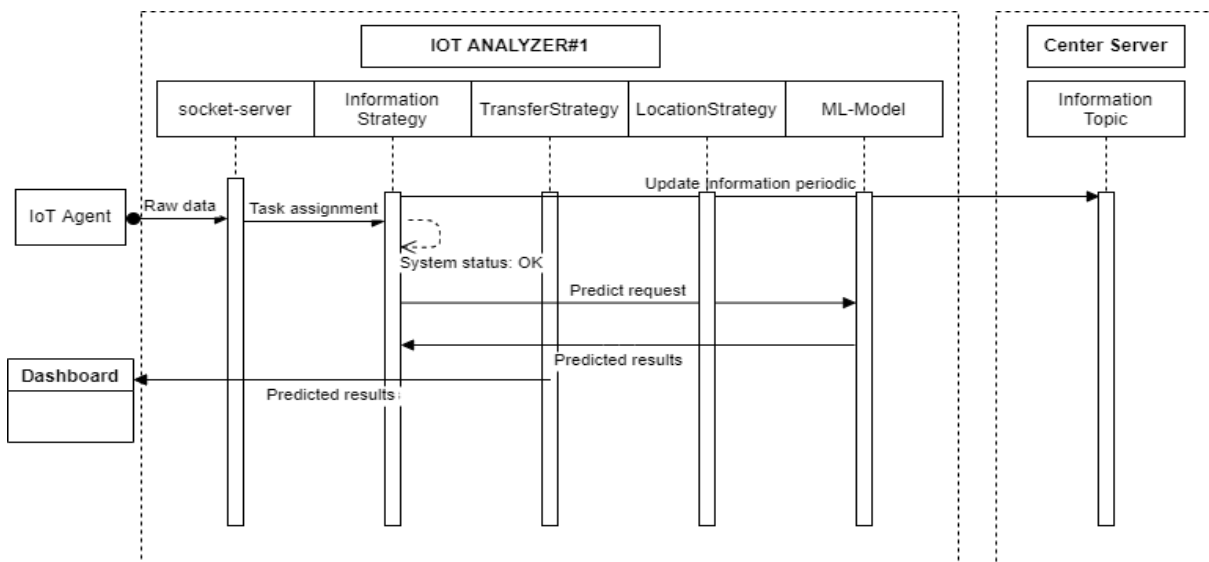 IOT ANALYZER#1
Center Server
socket-server
Information
Strategy
TransferStrategy
LocationStrategy
ML-Model
Information
Topic
Update Information periodic
IoT Agent
Raw data
Task assignment
System status: OK
Predict request
Predicted results
Dashboard
Predicted results